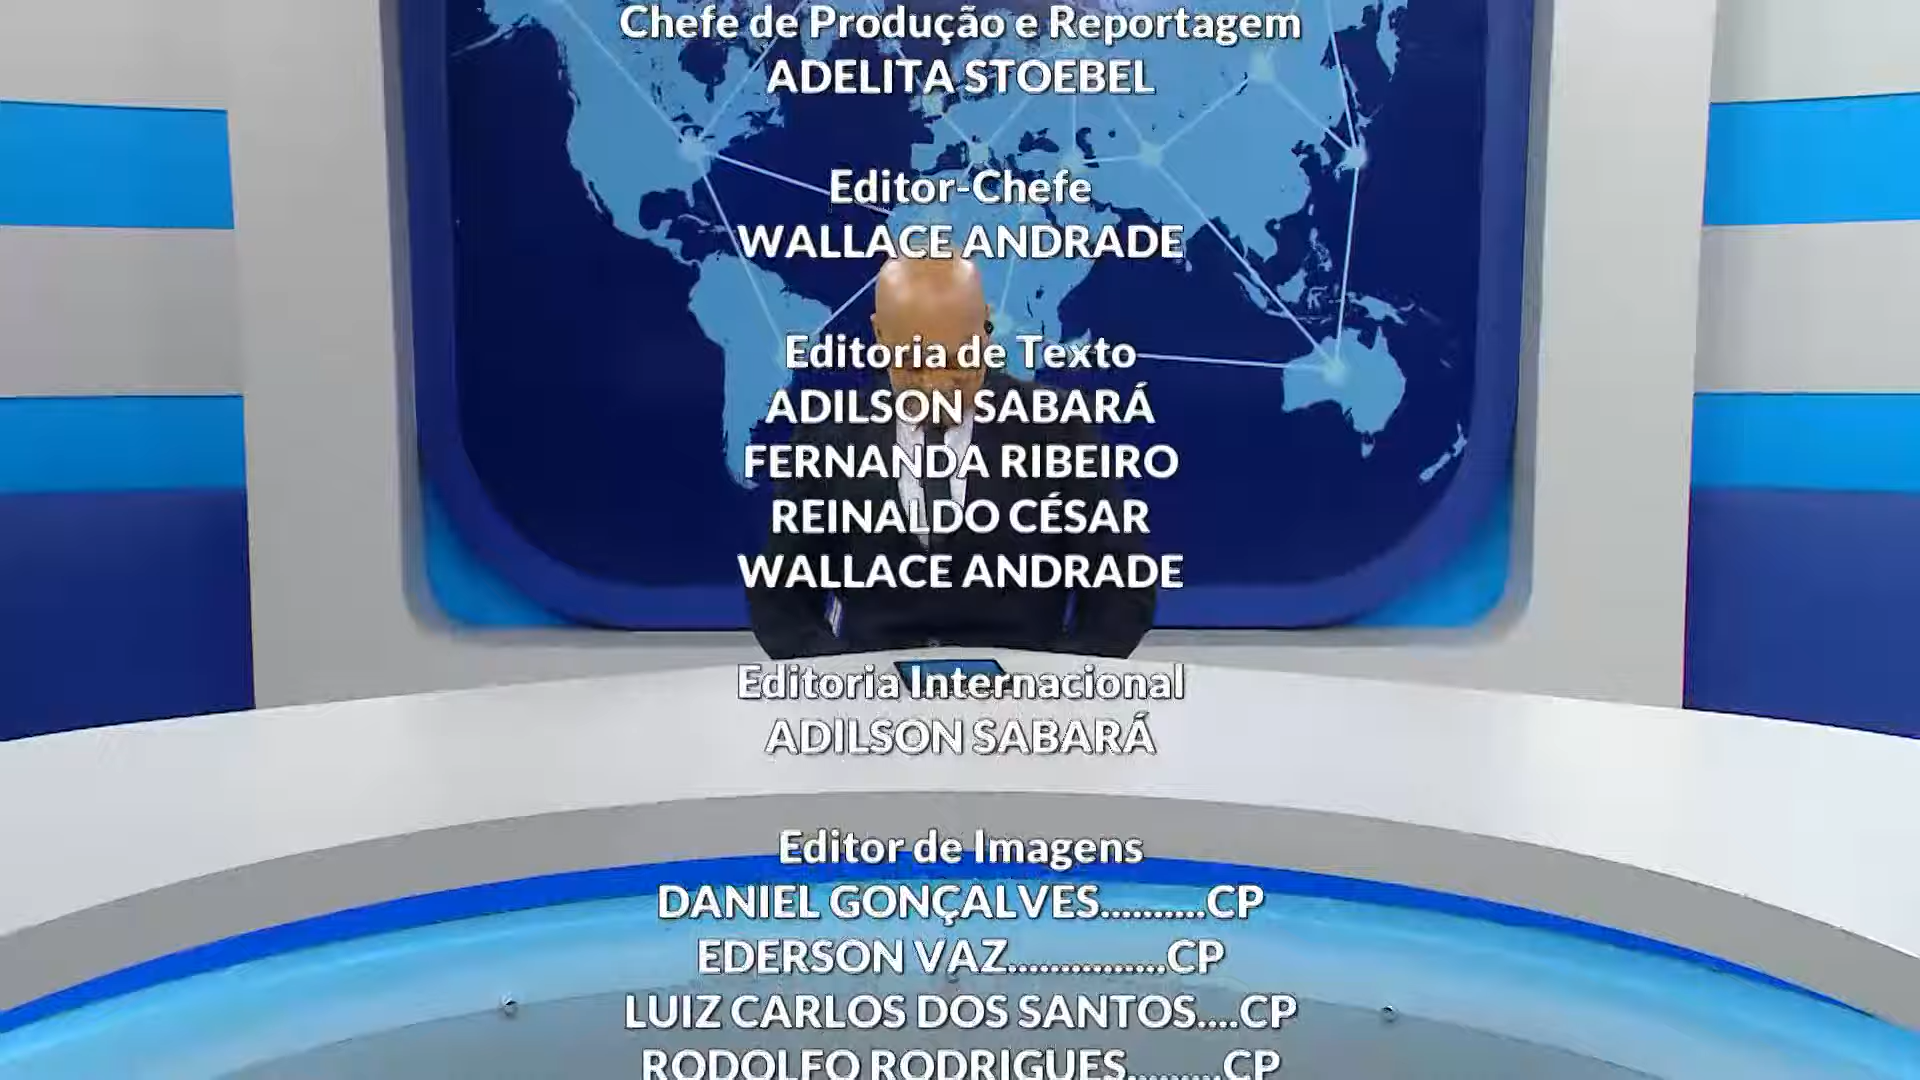 Chefe de Produção e Reportagem
ADELITA STOEBEL
Editor-Chefe
WALLACE ANDRADE
Editoria de Texto
ADILSON SABARÁ
FERNANDA RIBEIRO
REINALDO CÉSAR
WALLACE ANDRADE
Editoria Internacional
ADILSON SABARÁ
Editor de Imagens
DANIEL GONÇALVES..........CP
EDERSON VAZ...............CP
LUIZ CARLOS DOS SANTOS....CP
RODOLFO RODRIGUES.........CP